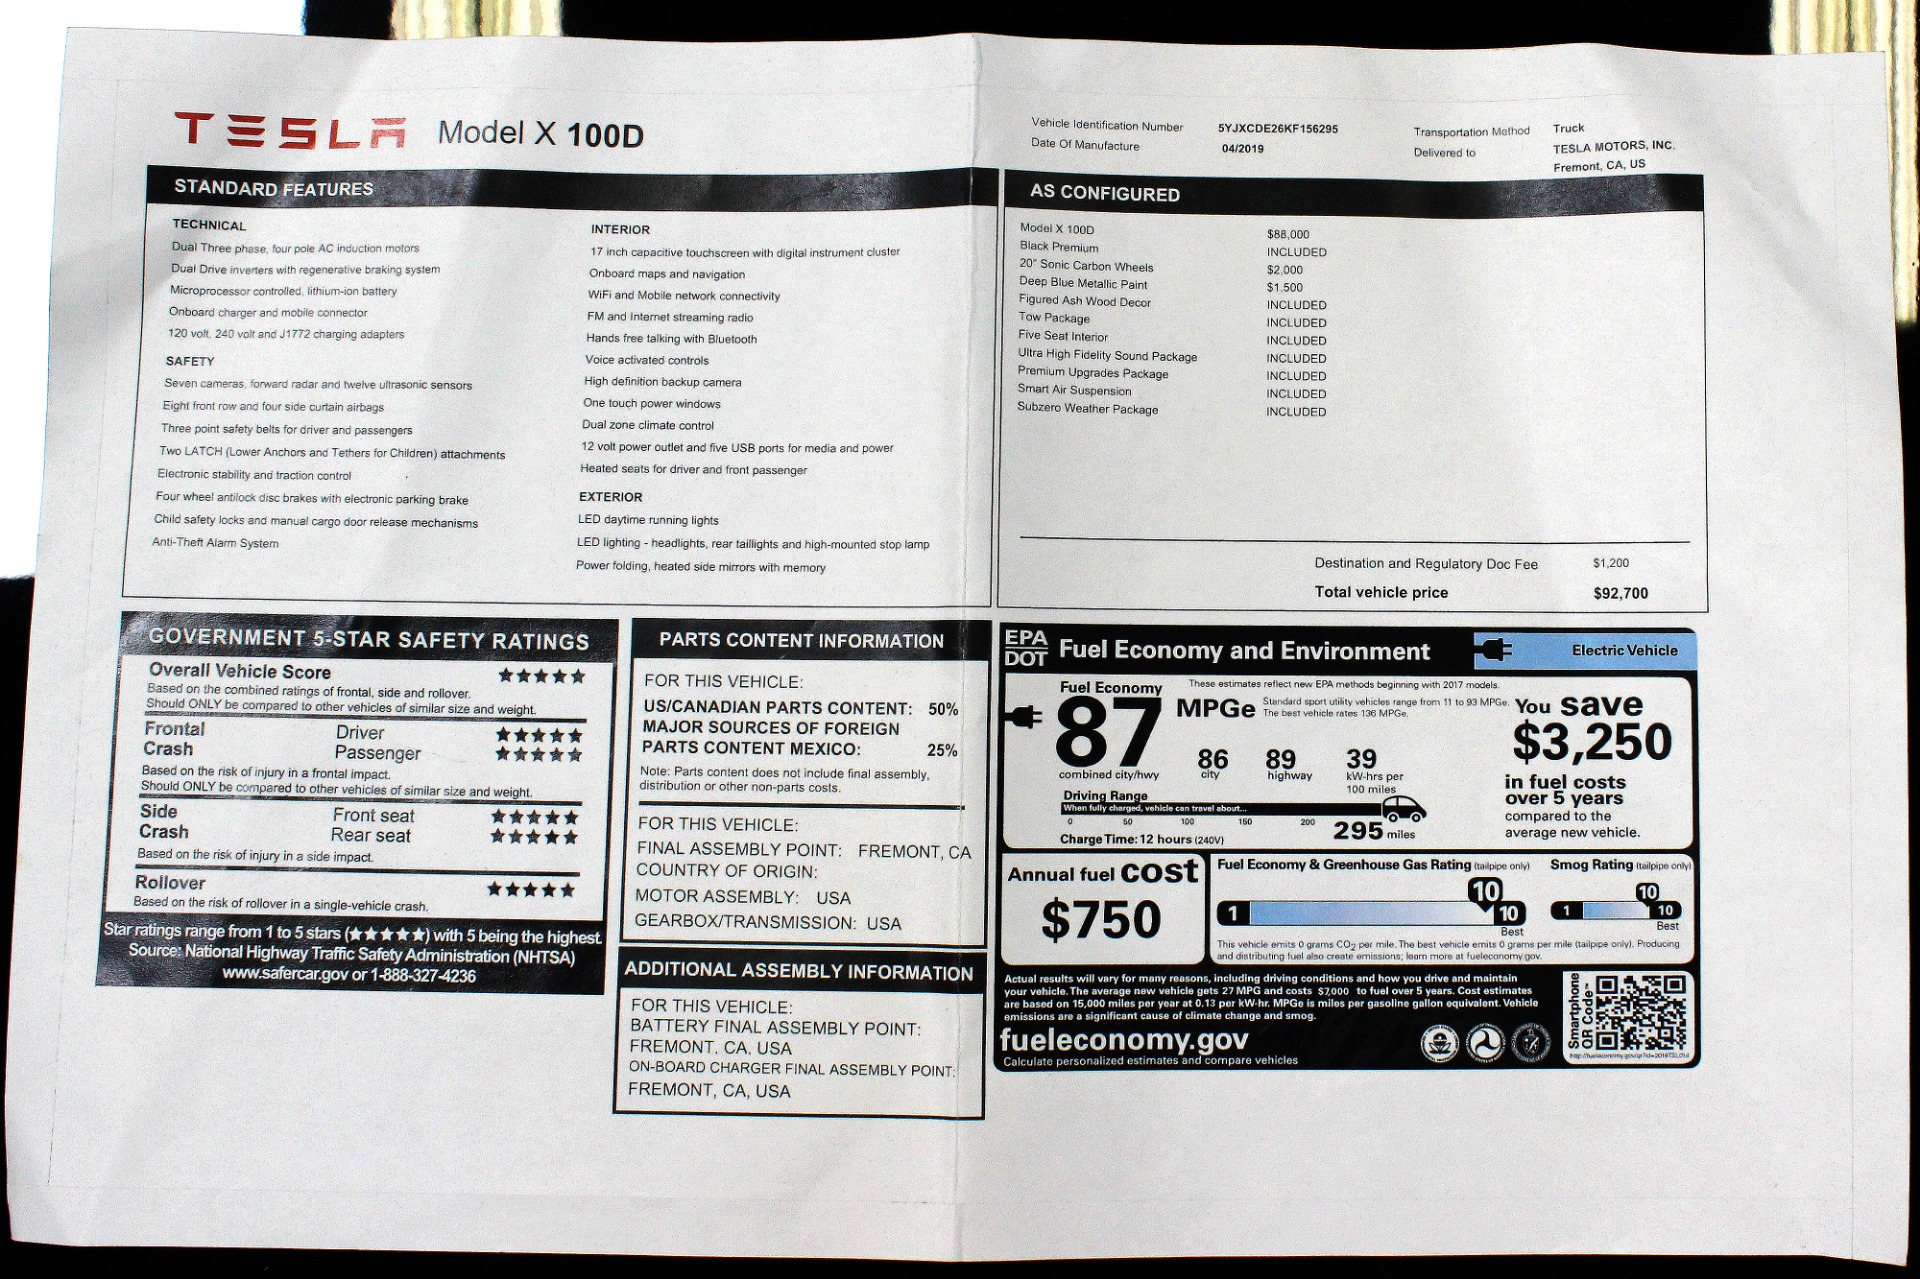 TESLA Model X 100D
Vehicle Identification Number 5YJXCDE26KF156295
Date Of Manufacture 04/2019
Transportation Method Truck
Delivered to TESLA MOTORS, INC.
Fremont, CA, US
STANDARD FEATURES
TECHNICAL
Dual Three phase, four pole AC induction motors
Dual Drive inverters with regenerative braking system
Microprocessor controlled, lithium-ion battery
Onboard charger and mobile connector
120 volt, 240 volt and J1772 charging adapters
SAFETY
Seven cameras, forward radar and twelve ultrasonic sensors
Eight front row and four side curtain airbags
Three point safety belts for driver and passengers
Two LATCH (Lower Anchors and Tethers for Children) attachments
Electronic stability and traction control
Four wheel antilock disc brakes with electronic parking brake
Child safety locks and manual cargo door release mechanisms
Anti-Theft Alarm System
INTERIOR
17 inch capacitive touchscreen with digital instrument cluster
Onboard maps and navigation
WiFi and Mobile network connectivity
FM and Internet streaming radio
Hands free talking with Bluetooth
Voice activated controls
High definition backup camera
One touch power windows
Dual zone climate control
12 volt power outlet and five USB ports for media and power
Heated seats for driver and front passenger
EXTERIOR
LED daytime running lights
LED lighting - headlights, rear taillights and high-mounted stop lamp
Power folding, heated side mirrors with memory
AS CONFIGURED
Model X 100D $88,000
Black Premium INCLUDED
20" Sonic Carbon Wheels $2,000
Deep Blue Metallic Paint $1,500
Figured Ash Wood Decor INCLUDED
Tow Package INCLUDED
Five Seat Interior INCLUDED
Ultra High Fidelity Sound Package INCLUDED
Premium Upgrades Package INCLUDED
Smart Air Suspension INCLUDED
Subzero Weather Package INCLUDED
Destination and Regulatory Doc Fee $1,200
Total vehicle price $92,700
GOVERNMENT 5-STAR SAFETY RATINGS
Overall Vehicle Score ★★★★★
Based on the combined ratings of frontal, side and rollover.
Should ONLY be compared to other vehicles of similar size and weight.
Frontal Driver ★★★★★
Crash Passenger ★★★★★
Based on the risk of injury in a frontal impact.
Should ONLY be compared to other vehicles of similar size and weight.
Side Front seat ★★★★★
Crash Rear seat ★★★★★
Based on the risk of injury in a side impact.
Rollover ★★★★★
Based on the risk of rollover in a single-vehicle crash.
Star ratings range from 1 to 5 stars (★★★★★) with 5 being the highest.
Source: National Highway Traffic Safety Administration (NHTSA)
www.safercar.gov or 1-888-327-4236
PARTS CONTENT INFORMATION
FOR THIS VEHICLE:
US/CANADIAN PARTS CONTENT: 50%
MAJOR SOURCES OF FOREIGN
PARTS CONTENT MEXICO: 25%
Note: Parts content does not include final assembly,
distribution or other non-parts costs.
FOR THIS VEHICLE:
FINAL ASSEMBLY POINT: FREMONT, CA
COUNTRY OF ORIGIN:
MOTOR ASSEMBLY: USA
GEARBOX/TRANSMISSION: USA
ADDITIONAL ASSEMBLY INFORMATION
FOR THIS VEHICLE:
BATTERY FINAL ASSEMBLY POINT:
FREMONT, CA, USA
ON-BOARD CHARGER FINAL ASSEMBLY POINT:
FREMONT, CA, USA
EPA
DOT
Fuel Economy and Environment
Electric Vehicle
Fuel Economy
These estimates reflect new EPA methods beginning with 2017 models.
87 MPGe
Standard sport utility vehicles range from 11 to 93 MPGe.
The best vehicle rates 136 MPGe.
combined city/hwy
86 city
89 highway
39 kW-hrs per
100 miles
Driving Range
When fully charged, vehicle can travel about...
0 50 100 150 200 295 miles
Charge Time: 12 hours (240V)
You save
$3,250
in fuel costs
over 5 years
compared to the
average new vehicle.
Annual fuel cost
$750
Fuel Economy & Greenhouse Gas Rating (tailpipe only)
10
1 10
Best
Smog Rating (tailpipe only)
10
1 10
Best
This vehicle emits 0 grams CO2 per mile. The best vehicle emits 0 grams per mile (tailpipe only). Producing
and distributing fuel also create emissions; learn more at fueleconomy.gov.
Actual results will vary for many reasons, including driving conditions and how you drive and maintain
your vehicle. The average new vehicle gets 27 MPG and costs $7,000 to fuel over 5 years. Cost estimates
are based on 15,000 miles per year at 0.13 per kW-hr. MPGe is miles per gasoline gallon equivalent. Vehicle
emissions are a significant cause of climate change and smog.
fueleconomy.gov
Calculate personalized estimates and compare vehicles
Smartphone
QR Code™